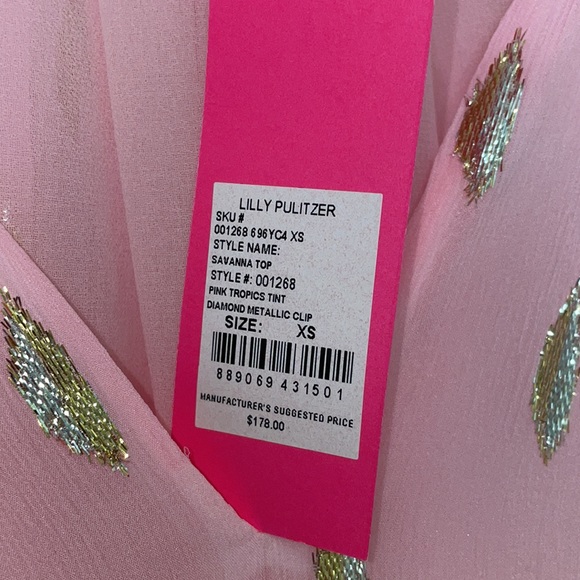 LILLY PULITZER
SKU #
001268 696YC4 XS
STYLE NAME:
SAVANNA TOP
STYLE #: 001268
PINK TROPICS TINT
DIAMOND METALLIC CLIP
SIZE: XS
889069 431501
MANUFACTURER'S SUGGESTED PRICE
$178.00